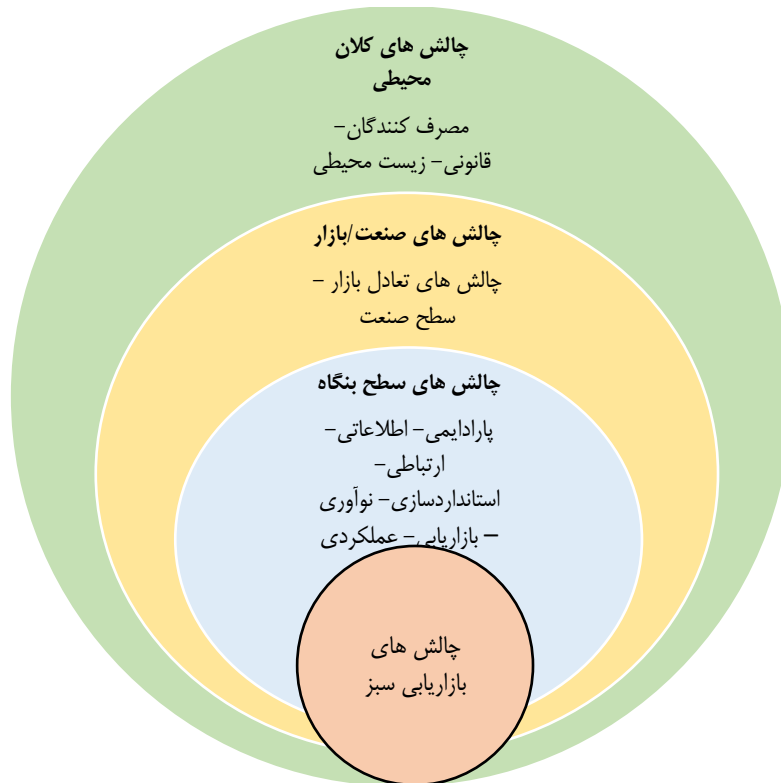 چالش های کلان
محیطی
مصرف کنندگان–
قانونی– زیست محیطی
چالش های صنعت/بازار
چالش های تعادل بازار –
سطح صنعت
چالش های سطح بنگاه
پارادایمی– اطلاعاتی–
ارتباطی–
استانداردسازی– نوآوری
– بازاریابی– عملکردی
چالش های
بازاریابی سبز